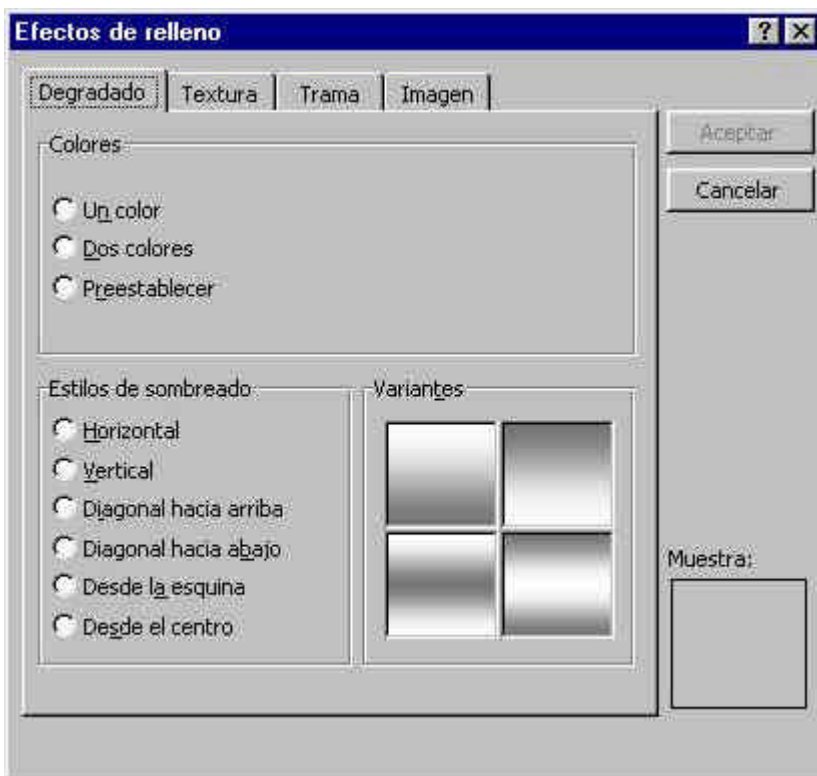 Efectos de relleno
Degradado Textura Trama Imagen
Colores
Un color
Dos colores
Preestablecer
Aceptar
Cancelar
Estilos de sombreado
Horizontal
Vertical
Diagonal hacia arriba
Diagonal hacia abajo
Desde la esquina
Desde el centro
Variantes
Muestra: